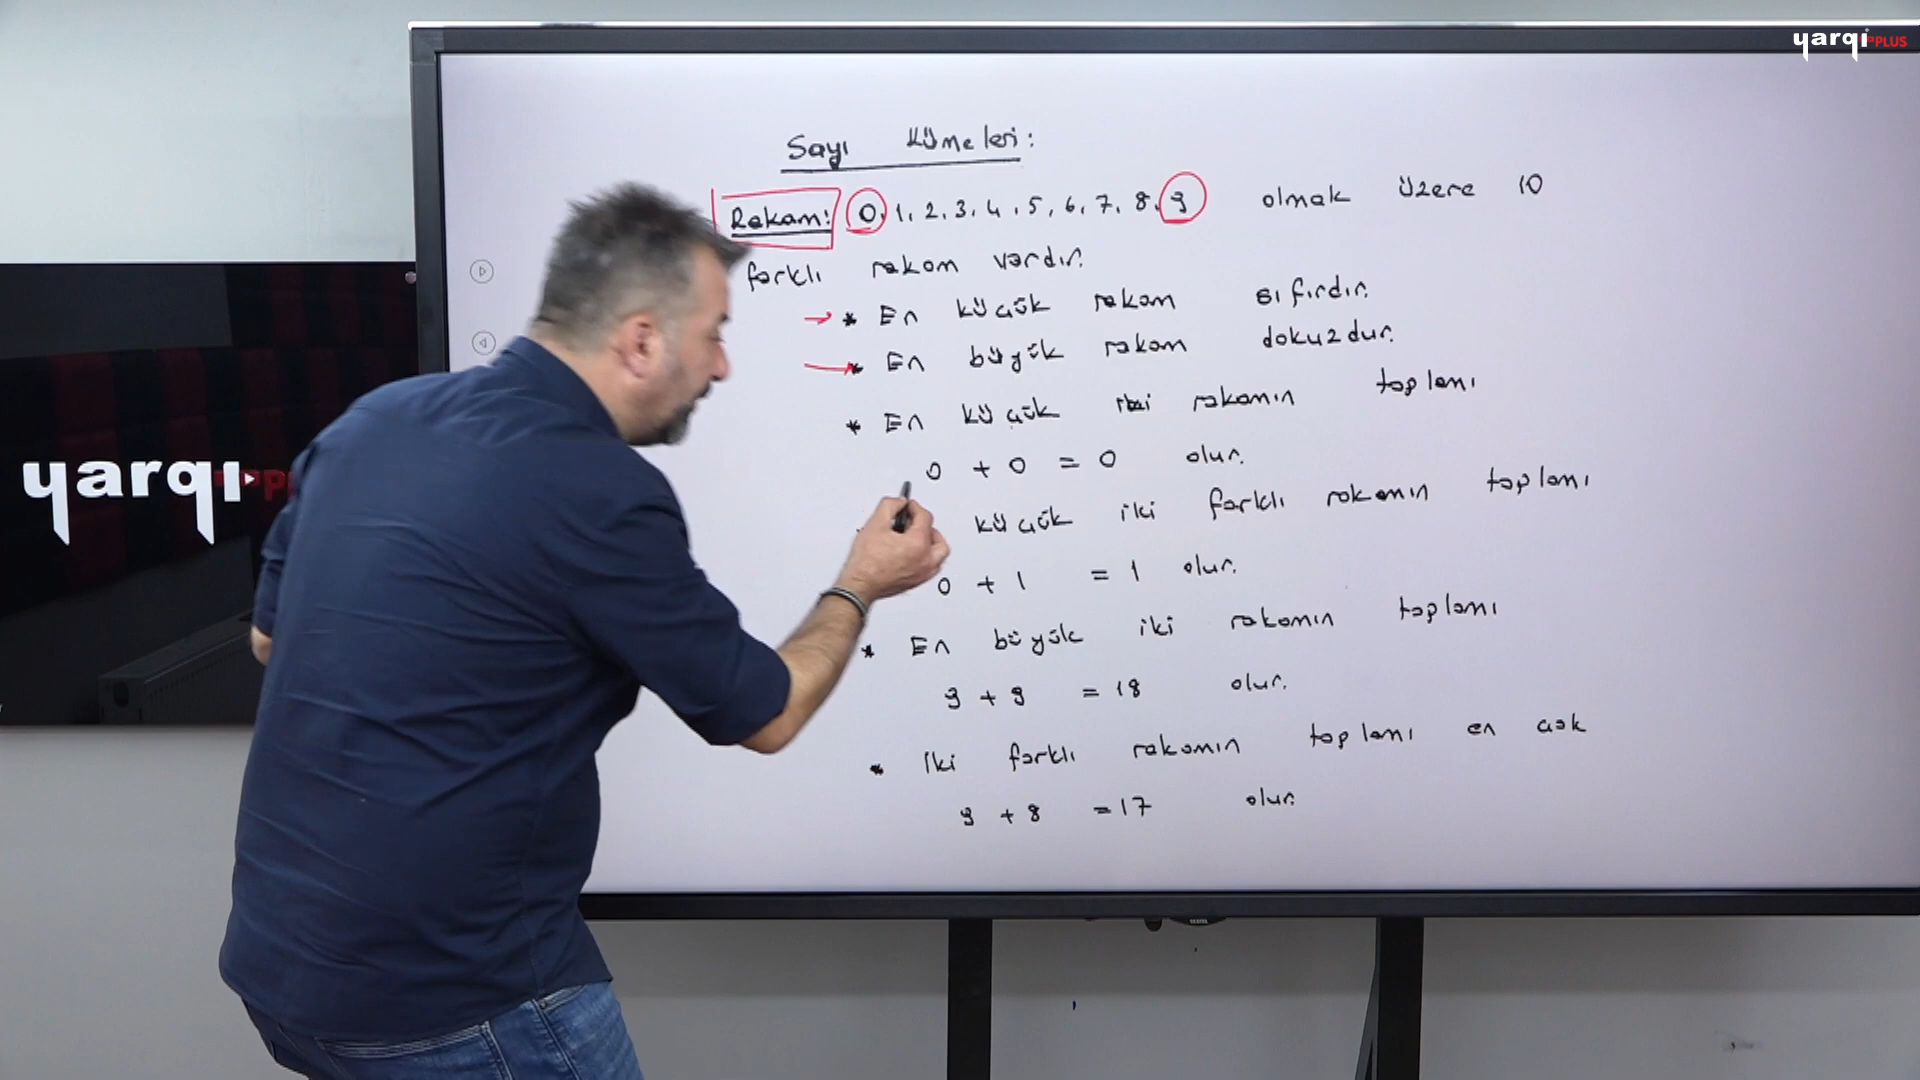 yarqı PLUS
Sayı Kümeleri:
Rakam: 0, 1, 2, 3, 4, 5, 6, 7, 8, 9 olmak üzere 10
farklı rakam vardır.
* En küçük rakam sıfırdır.
* En büyük rakam dokuzdur.
* En küçük iki rakamın toplamı
0 + 0 = 0 olur.
küçük iki farklı rakamın toplamı
0 + 1 = 1 olur.
* En büyük iki rakamın toplamı
9 + 9 = 18 olur.
* İki farklı rakamın toplamı en çok
9 + 8 = 17 olur.
yarqı